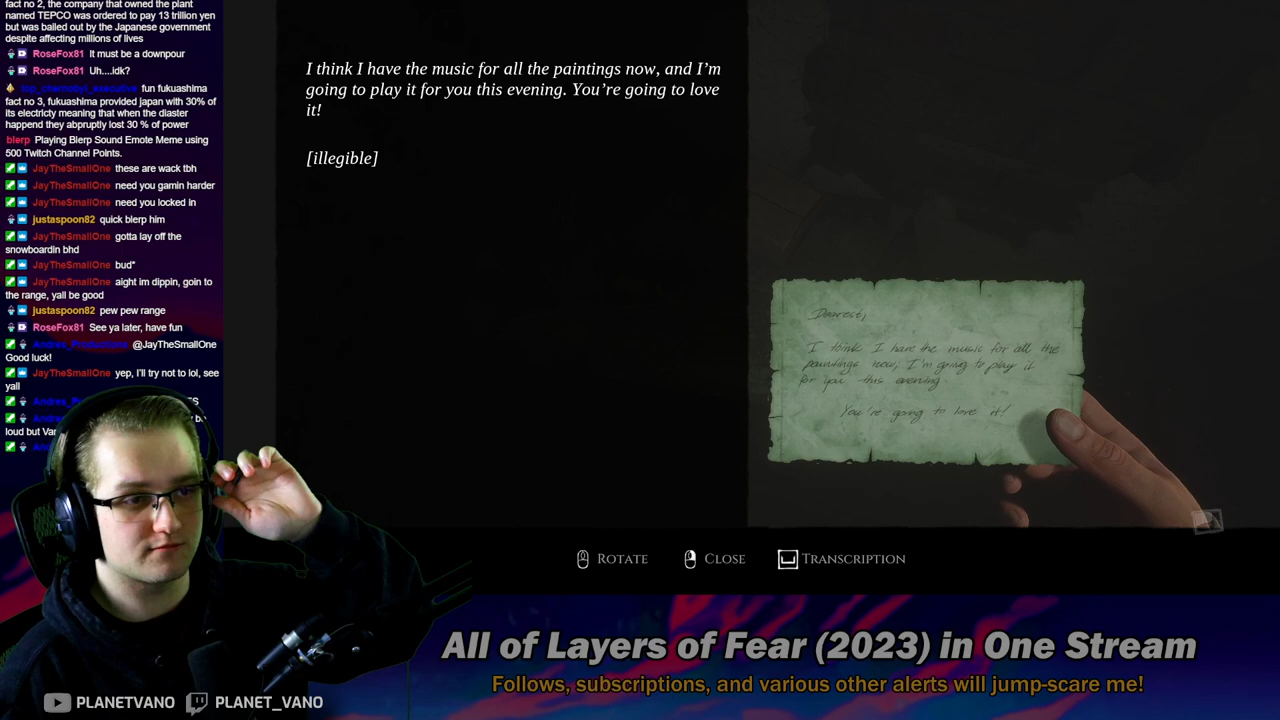 fact no 2, the company that owned the plant
named TEPCO was ordered to pay 13 trillion yen
but was bailed out by the Japanese government
despite affecting millions of lives
RoseFox81 It must be a downpour
RoseFox81 Uh....idk?
top_chernobyl_executive fun fukuashima
fact no 3, fukuashima provided japan with 30% of
its electricty meaning that when the diaster
happend they abpruptly lost 30 % of power
blerp Playing Blerp Sound Emote Meme using
500 Twitch Channel Points.
JayTheSmallOne these are wack tbh
JayTheSmallOne need you gamin harder
JayTheSmallOne need you locked in
justaspoon82 quick blerp him
JayTheSmallOne gotta lay off the
snowboardin bhd
JayTheSmallOne bud*
JayTheSmallOne aight im dippin, goin to
the range, yall be good
justaspoon82 pew pew range
RoseFox81 See ya later, have fun
Andres_Productions @JayTheSmallOne
Good luck!
JayTheSmallOne yep, I'll try not to lol, see
yall
loud but Van
I think I have the music for all the paintings now, and I'm
going to play it for you this evening. You're going to love
it!
[illegible]
Dearest,
I think I have the music for all the
paintings now, I'm going to play it
for you this evening.
You're going to love it!
ROTATE
CLOSE
TRANSCRIPTION
All of Layers of Fear (2023) in One Stream
Follows, subscriptions, and various other alerts will jump-scare me!
PLANETVANO
PLANET_VANO